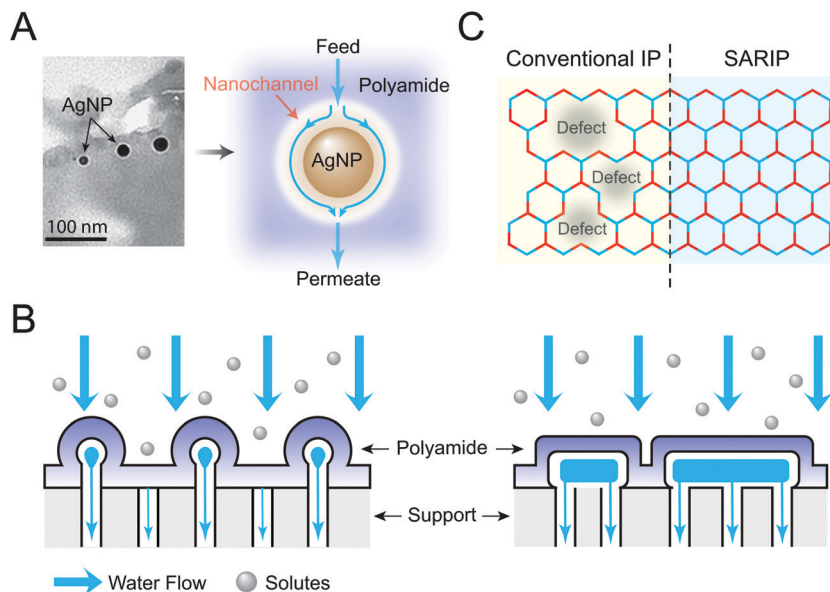 A
AgNP
100 nm
Feed
Nanochannel
Polyamide
AgNP
Permeate
C
Conventional IP
SARIP
Defect
Defect
Defect
B
Polyamide
Support
Water Flow
Solutes